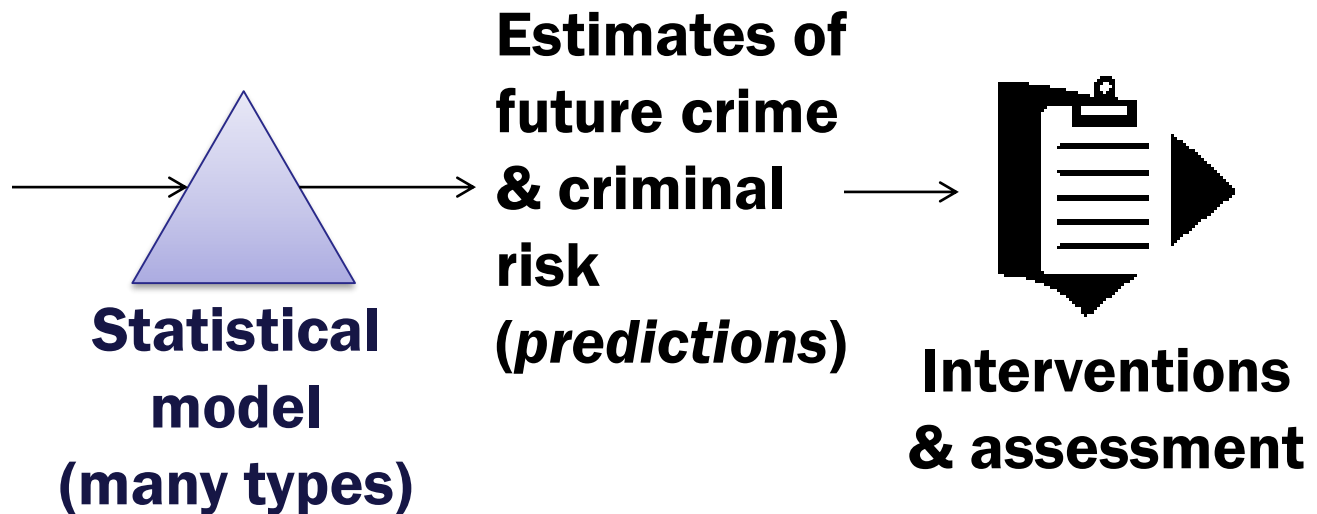 Statistical
model
(many types)
Estimates of
future crime
& criminal
risk
(predictions)
Interventions
& assessment